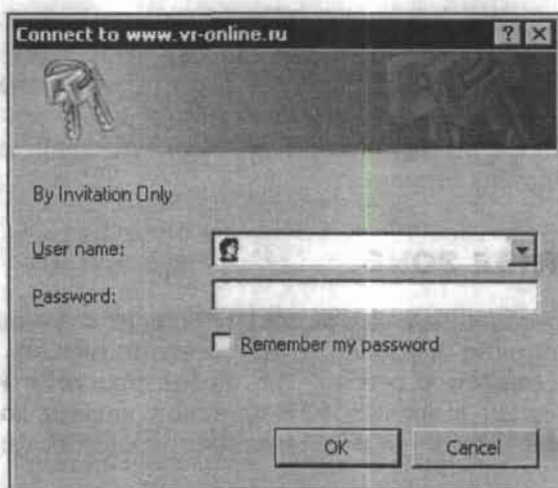 Connect to www.vr-online.ru
By Invitation Only
User name:
Password:
Remember my password
OK
Cancel